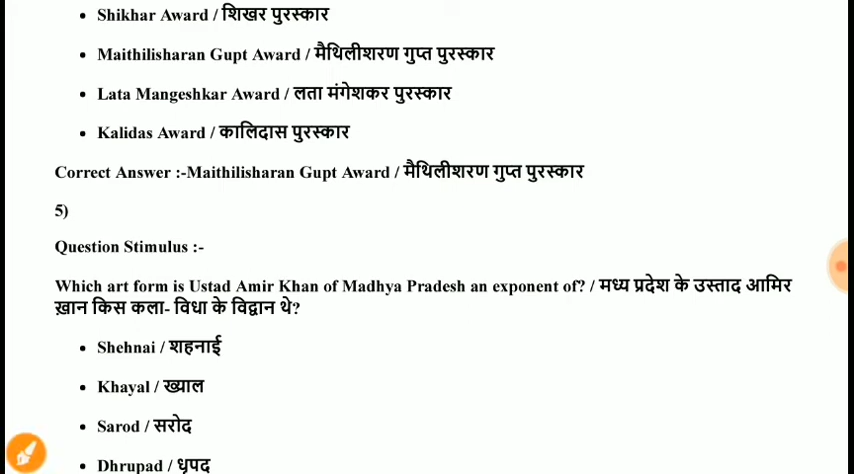 • Shikhar Award / शिखर पुरस्कार
• Maithilisharan Gupt Award / मैथिलीशरण गुप्त पुरस्कार
• Lata Mangeshkar Award / लता मंगेशकर पुरस्कार
• Kalidas Award / कालिदास पुरस्कार
Correct Answer :-Maithilisharan Gupt Award / मैथिलीशरण गुप्त पुरस्कार
5)
Question Stimulus :-
Which art form is Ustad Amir Khan of Madhya Pradesh an exponent of? / मध्य प्रदेश के उस्ताद आमिर
ख़ान किस कला- विधा के विद्वान थे?
• Shehnai / शहनाई
• Khayal / ख्याल
• Sarod / सरोद
• Dhrupad / धृपद